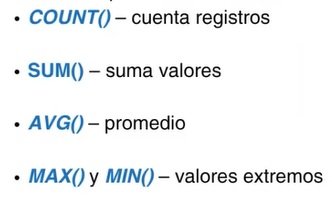 • COUNT() – cuenta registros
• SUM() – suma valores
• AVG() – promedio
• MAX() y MIN() – valores extremos